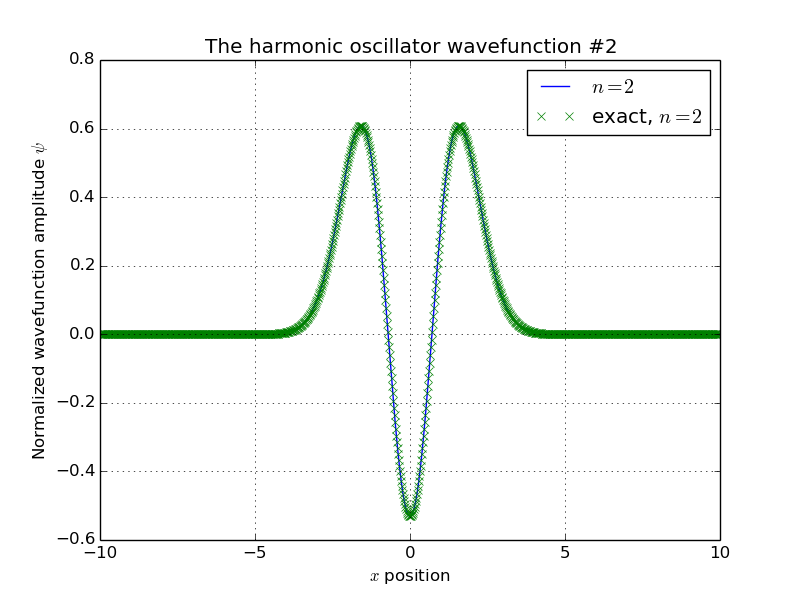 The harmonic oscillator wavefunction #2
n=2
exact, n=2
Normalized wavefunction amplitude ψ
0.8
0.6
0.4
0.2
0.0
−0.2
−0.4
−0.6
−10
−5
0
5
10
x position